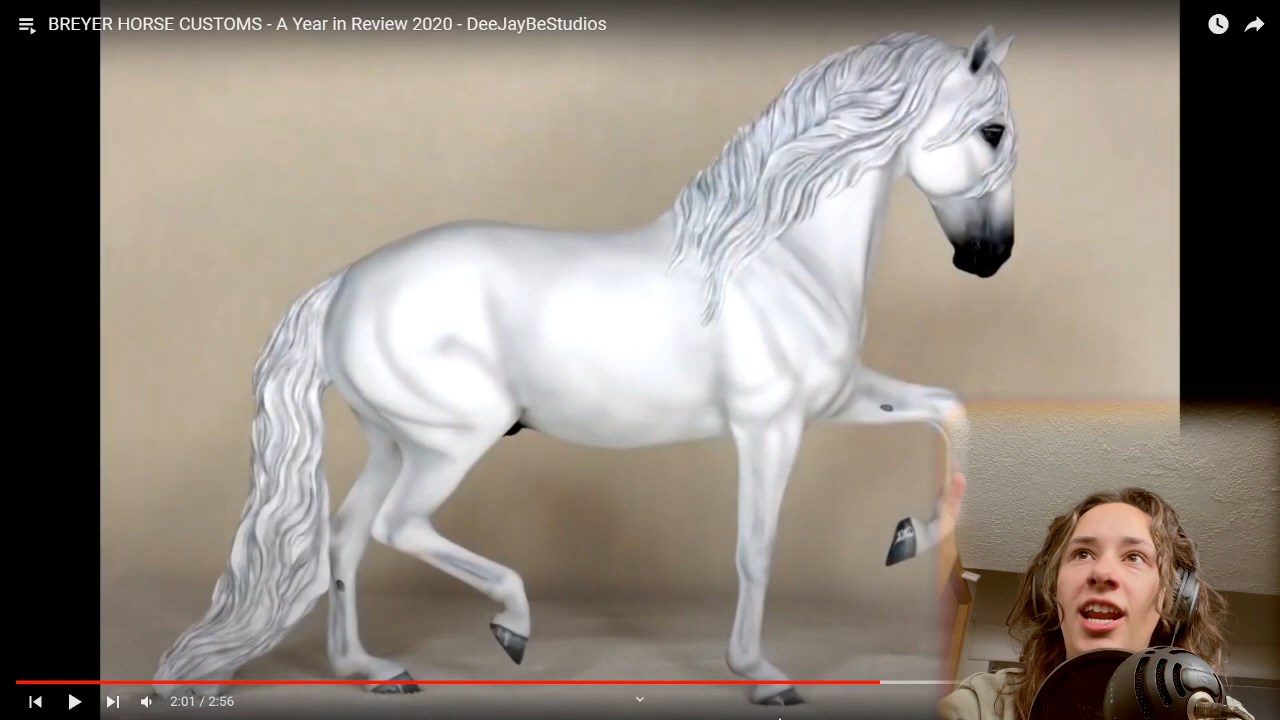 BREYER HORSE CUSTOMS - A Year in Review 2020 - DeeJayBeStudios
2:01 / 2:56